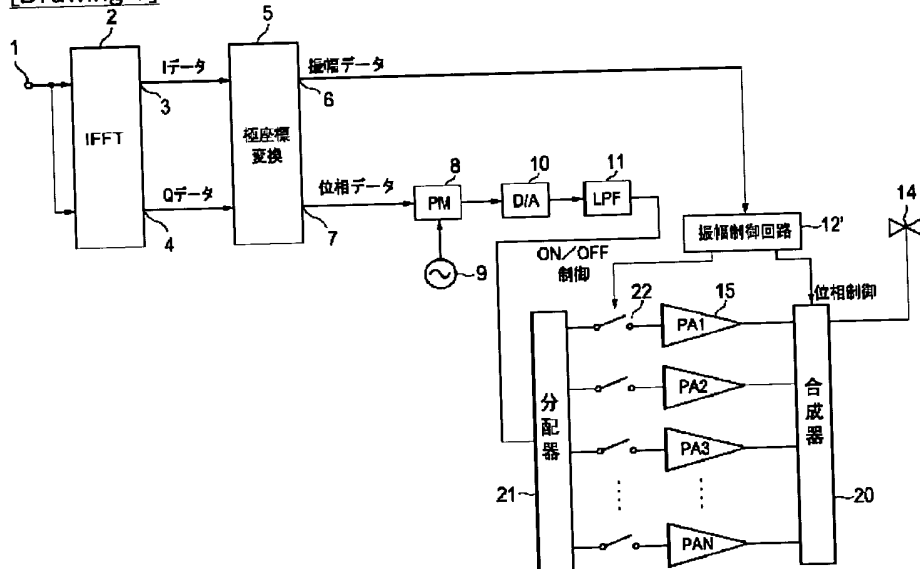 2
5
1
Iデータ
振幅データ
3
6
IFFT
極座標
変換
8
10
11
14
Qデータ
位相データ
PM
D/A
LPF
4
7
振幅制御回路
12'
9
ON/OFF
制御
位相制御
22
15
PA1
PA2
分配器
合成器
PA3
21
20
PAN